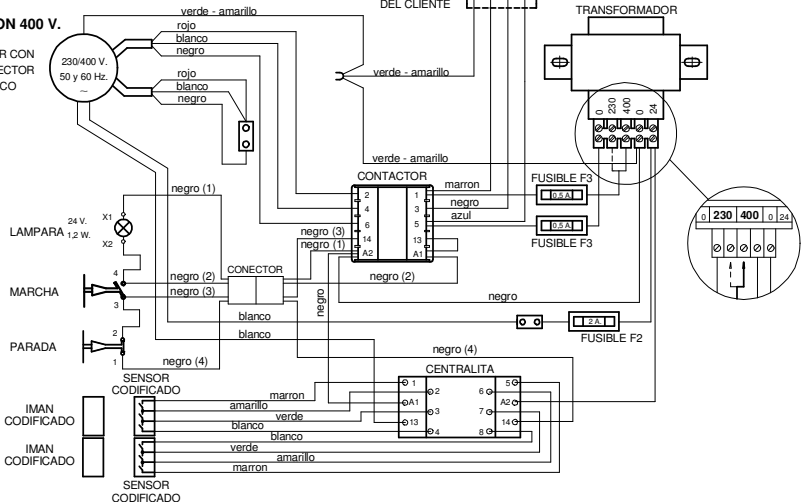 DEL CLIENTE
ON 400 V.
R CON
ECTOR
CO
verde - amarillo
rojo
blanco
negro
230/400 V.
50 y 60 Hz.
~
rojo
blanco
negro
verde - amarillo
verde - amarillo
TRANSFORMADOR
0 230 400 0 24
0 230 400 0 24
CONTACTOR
2 1
4 3
6 5
14 13
A2 A1
marron
negro
azul
FUSIBLE F3
0,5 A.
0,5 A.
FUSIBLE F3
negro (1)
LAMPARA 24 V.
1,2 W.
X1
X2
negro (3)
negro (1)
CONECTOR
negro (2)
negro (2)
negro (3)
MARCHA
4
3
negro
negro
blanco
blanco
2 A.
FUSIBLE F2
PARADA
2
1
negro (4)
negro (4)
CENTRALITA
1 5
2 6
A1 A2
3 7
13 14
4 8
SENSOR
CODIFICADO
IMAN
CODIFICADO
marron
amarillo
verde
blanco
IMAN
CODIFICADO
blanco
verde
amarillo
marron
SENSOR
CODIFICADO